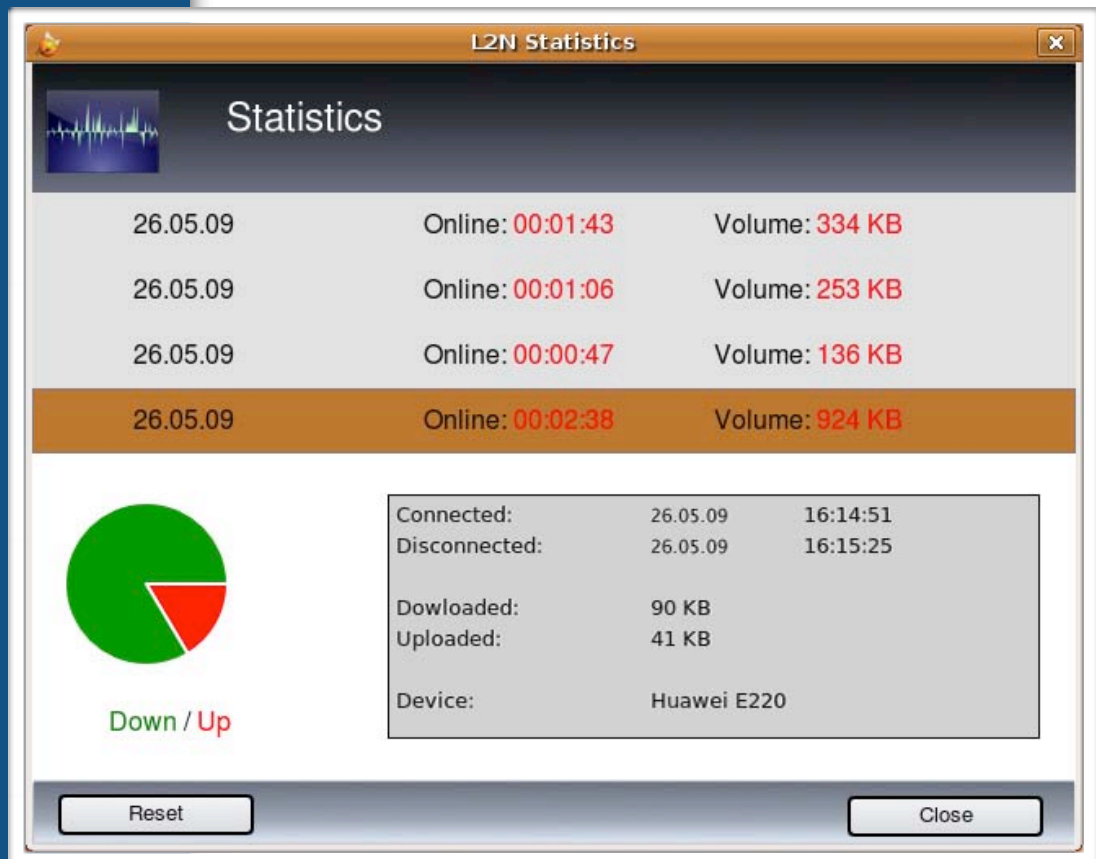 L2N Statistics
Statistics
26.05.09 Online: 00:01:43 Volume: 334 KB
26.05.09 Online: 00:01:06 Volume: 253 KB
26.05.09 Online: 00:00:47 Volume: 136 KB
26.05.09 Online: 00:02:38 Volume: 924 KB
Connected: 26.05.09 16:14:51
Disconnected: 26.05.09 16:15:25
Dowloaded: 90 KB
Uploaded: 41 KB
Device: Huawei E220
Down / Up
Reset Close